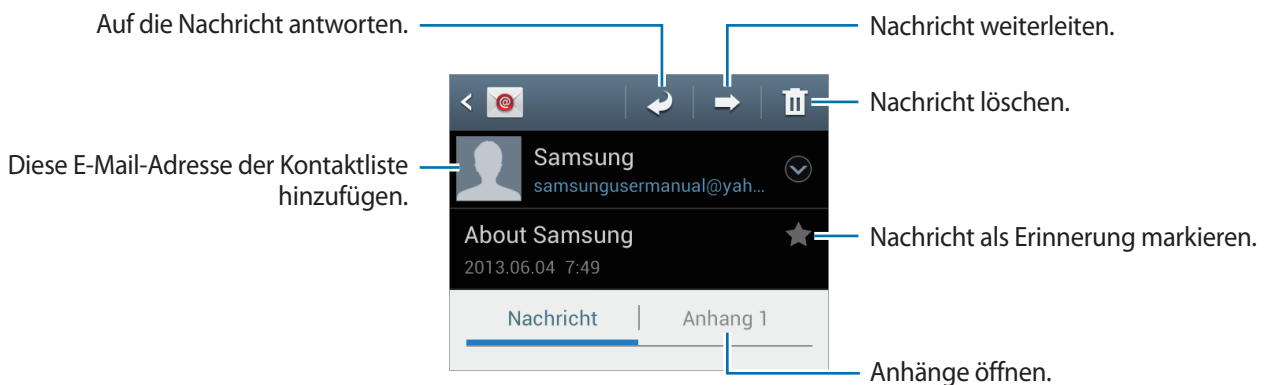 Auf die Nachricht antworten.
Nachricht weiterleiten.
Nachricht löschen.
Diese E-Mail-Adresse der Kontaktliste
hinzufügen.
Samsung
samsungusermanual@yah...
About Samsung
2013.06.04 7:49
Nachricht als Erinnerung markieren.
Nachricht
Anhang 1
Anhänge öffnen.